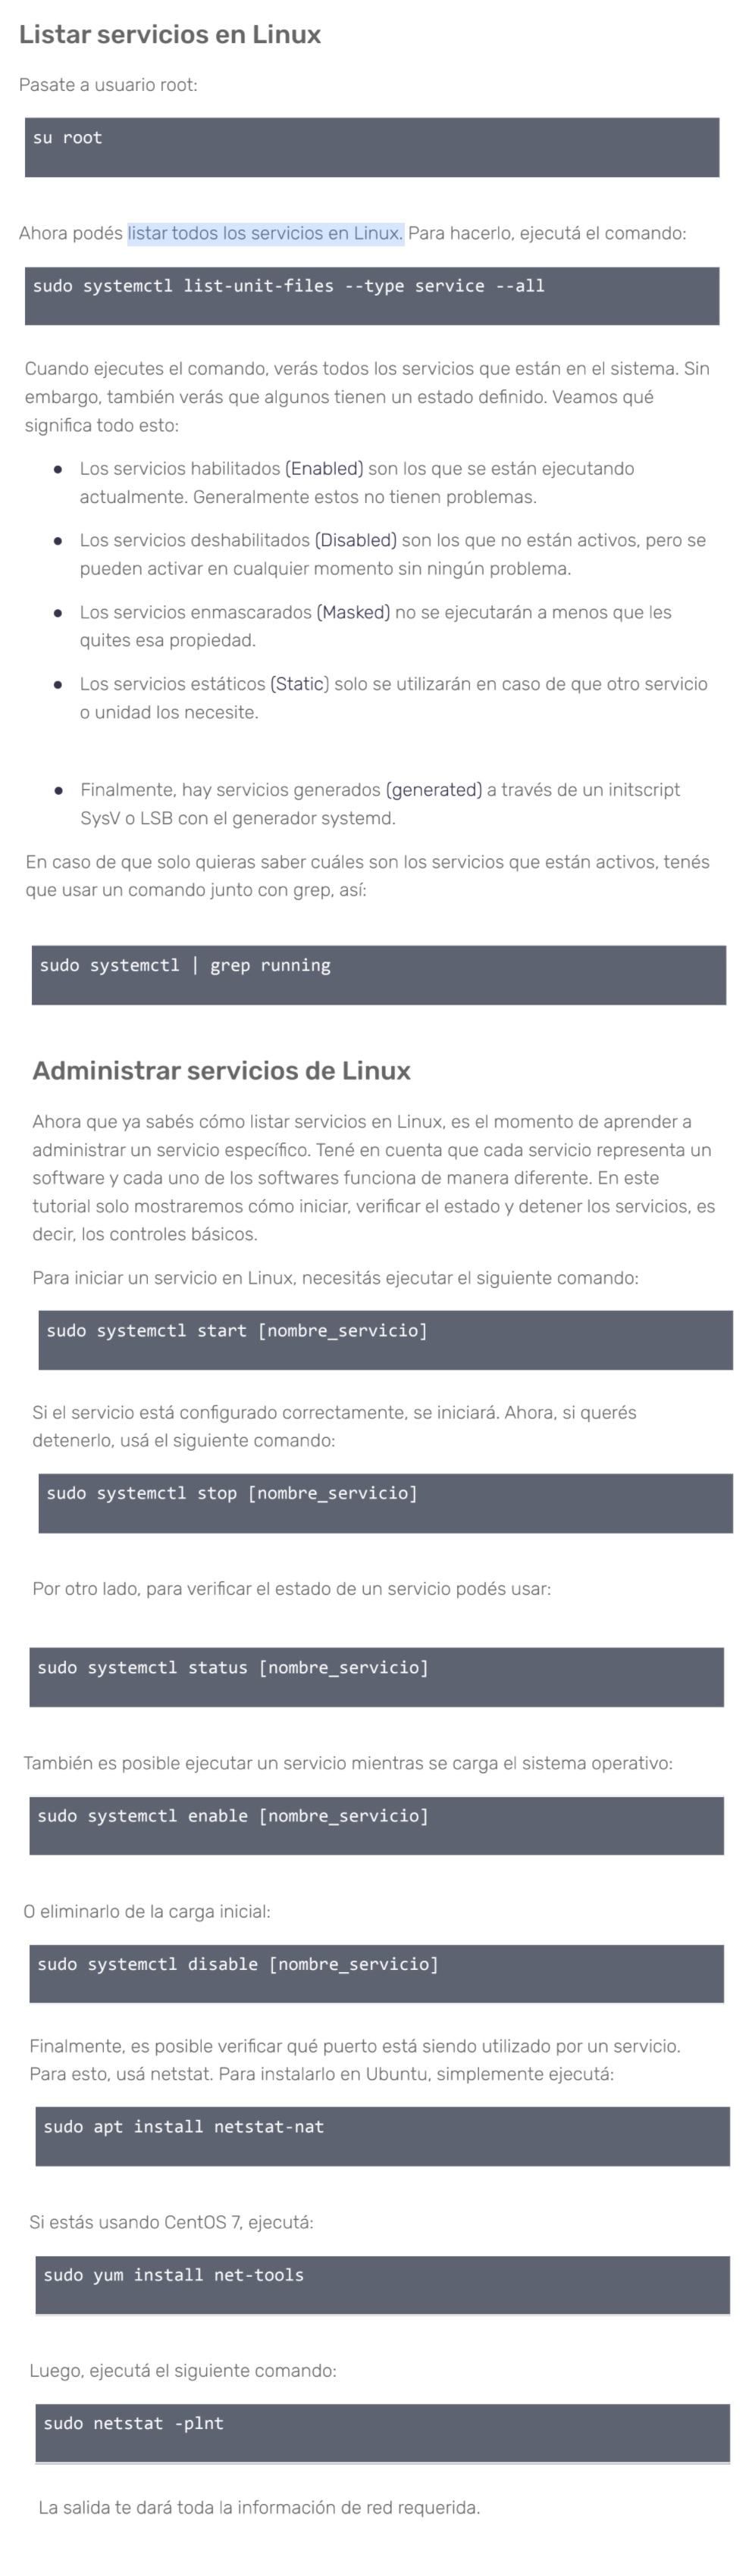 Listar servicios en Linux
Pasate a usuario root:
su root
Ahora podés listar todos los servicios en Linux. Para hacerlo, ejecutá el comando:
sudo systemctl list-unit-files --type service --all
Cuando ejecutes el comando, verás todos los servicios que están en el sistema. Sin
embargo, también verás que algunos tienen un estado definido. Veamos qué
significa todo esto:
● Los servicios habilitados (Enabled) son los que se están ejecutando
actualmente. Generalmente estos no tienen problemas.
● Los servicios deshabilitados (Disabled) son los que no están activos, pero se
pueden activar en cualquier momento sin ningún problema.
● Los servicios enmascarados (Masked) no se ejecutarán a menos que les
quites esa propiedad.
● Los servicios estáticos (Static) solo se utilizarán en caso de que otro servicio
o unidad los necesite.
● Finalmente, hay servicios generados (generated) a través de un initscript
SysV o LSB con el generador systemd.
En caso de que solo quieras saber cuáles son los servicios que están activos, tenés
que usar un comando junto con grep, así:
sudo systemctl | grep running
Administrar servicios de Linux
Ahora que ya sabés cómo listar servicios en Linux, es el momento de aprender a
administrar un servicio específico. Tené en cuenta que cada servicio representa un
software y cada uno de los softwares funciona de manera diferente. En este
tutorial solo mostraremos cómo iniciar, verificar el estado y detener los servicios, es
decir, los controles básicos.
Para iniciar un servicio en Linux, necesitás ejecutar el siguiente comando:
sudo systemctl start [nombre_servicio]
Si el servicio está configurado correctamente, se iniciará. Ahora, si querés
detenerlo, usá el siguiente comando:
sudo systemctl stop [nombre_servicio]
Por otro lado, para verificar el estado de un servicio podés usar:
sudo systemctl status [nombre_servicio]
También es posible ejecutar un servicio mientras se carga el sistema operativo:
sudo systemctl enable [nombre_servicio]
O eliminarlo de la carga inicial:
sudo systemctl disable [nombre_servicio]
Finalmente, es posible verificar qué puerto está siendo utilizado por un servicio.
Para esto, usá netstat. Para instalarlo en Ubuntu, simplemente ejecutá:
sudo apt install netstat-nat
Si estás usando CentOS 7, ejecutá:
sudo yum install net-tools
Luego, ejecutá el siguiente comando:
sudo netstat -plnt
La salida te dará toda la información de red requerida.